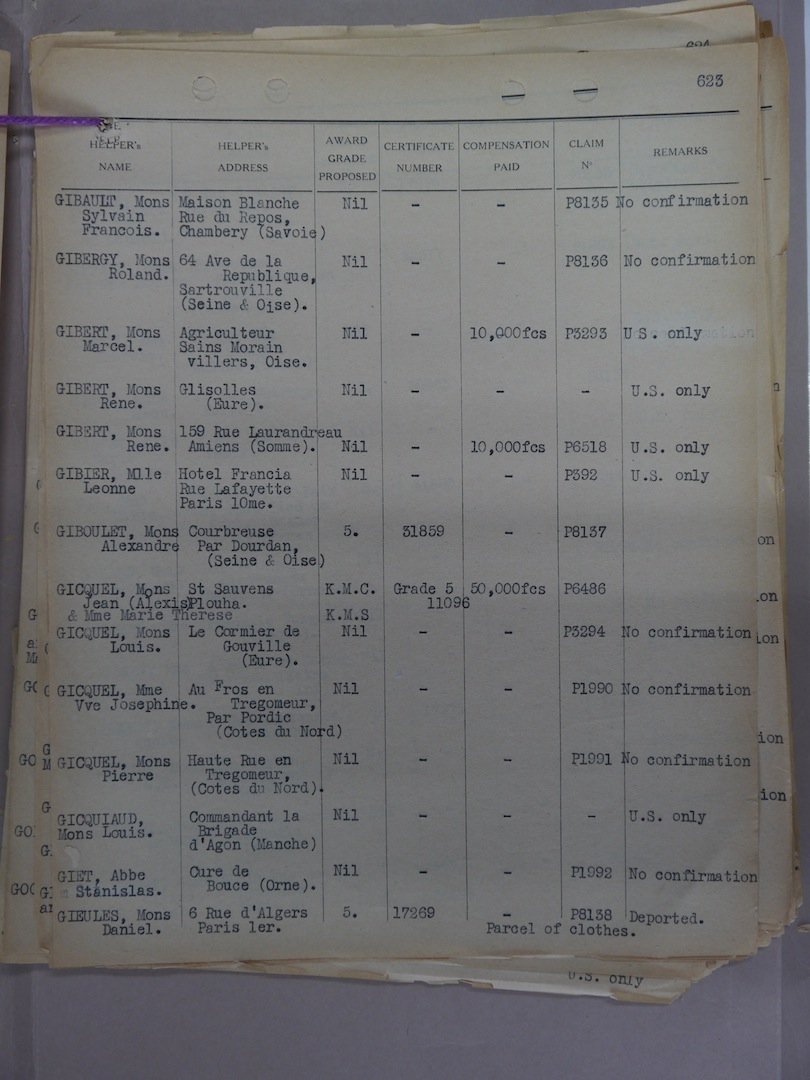 624
623
HELPER's NAME
HELPER's ADDRESS
AWARD GRADE PROPOSED
CERTIFICATE NUMBER
COMPENSATION PAID
CLAIM Nº
REMARKS
GIBAULT, Mons Maison Blanche Nil - - P8135 No confirmation
Sylvain Rue du Repos,
Francois. Chambery (Savoie)
GIBERGY, Mons 64 Ave de la Nil - - P8136 No confirmation
Roland. Republique,
Sartrouville
(Seine & Oise).
GIBERT, Mons Agriculteur Nil - 10,000fcs P3293 U S. only
Marcel. Sains Morain
villers, Oise.
GIBERT, Mons Glisolles Nil - - - U.S. only
Rene. (Eure).
GIBERT, Mons 159 Rue Laurandreau
Rene. Amiens (Somme). Nil - 10,000fcs P6518 U.S. only
GIBIER, Mlle Hotel Francia Nil - - P392 U.S. only
Leonne Rue Lafayette
Paris 10me.
GIBOULET, Mons Courbreuse 5. 31859 - P8137
Alexandre Par Dourdan,
(Seine & Oise)
GICQUEL, Mons St Sauvens K.M.C. Grade 5 50,000fcs P6486
Jean (Alexis) Plouha. 11096
& Mme Marie Therese K.M.S
GICQUEL, Mons Le Cormier de Nil - - P3294 No confirmation
Louis. Gouville
(Eure).
GICQUEL, Mme Au Fros en Nil - - P1990 No confirmation
Vve Josephine. Tregomeur,
Par Pordic
(Cotes du Nord)
GICQUEL, Mons Haute Rue en Nil - - P1991 No confirmation
Pierre Tregomeur,
(Cotes du Nord).
GICQUIAUD, Commandant la Nil - - - U.S. only
Mons Louis. Brigade
d'Agon (Manche)
GIET, Abbe Cure de Nil - - P1992 No confirmation
Stanislas. Bouce (Orne).
GIEULES, Mons 6 Rue d'Algers 5. 17269 - P8138 Deported.
Daniel. Paris 1er. Parcel of clothes.
U.S. only